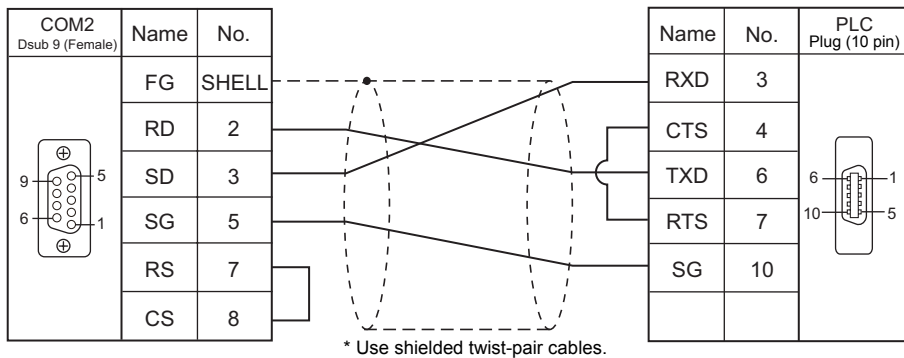 COM2
Dsub 9 (Female)
Name No.
FG SHELL
RD 2
SD 3
SG 5
RS 7
CS 8
9 5
6 1
Name No.
PLC
Plug (10 pin)
RXD 3
CTS 4
TXD 6
RTS 7
SG 10
6 1
10 5
* Use shielded twist-pair cables.